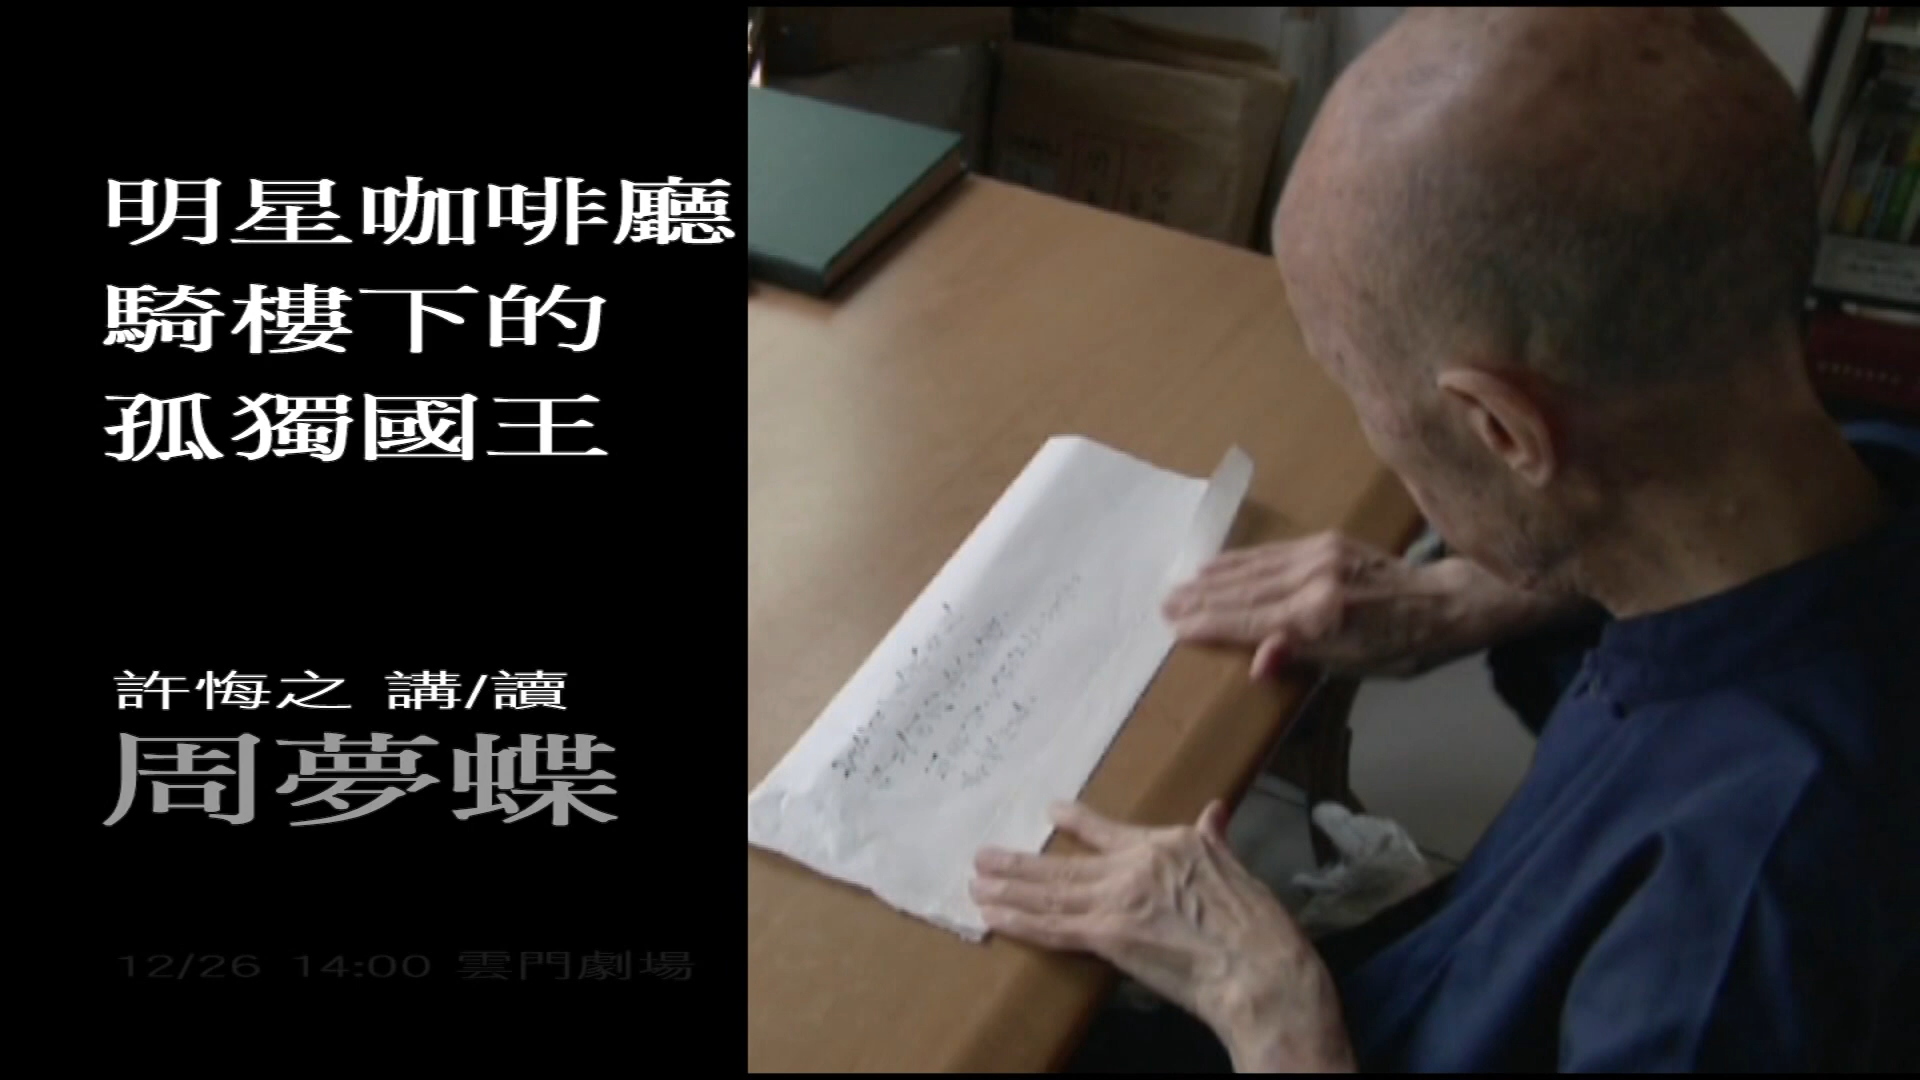 明星咖啡廳
騎樓下的
孤獨國王
許悔之 講/讀
周夢蝶
12/26 14:00 雲門劇場